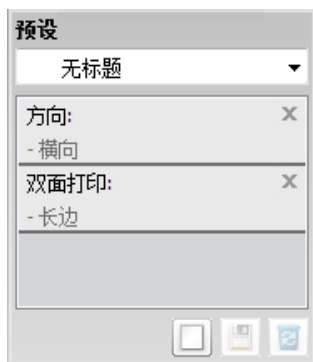 预设
无标题
方向:
- 横向
双面打印:
- 长边